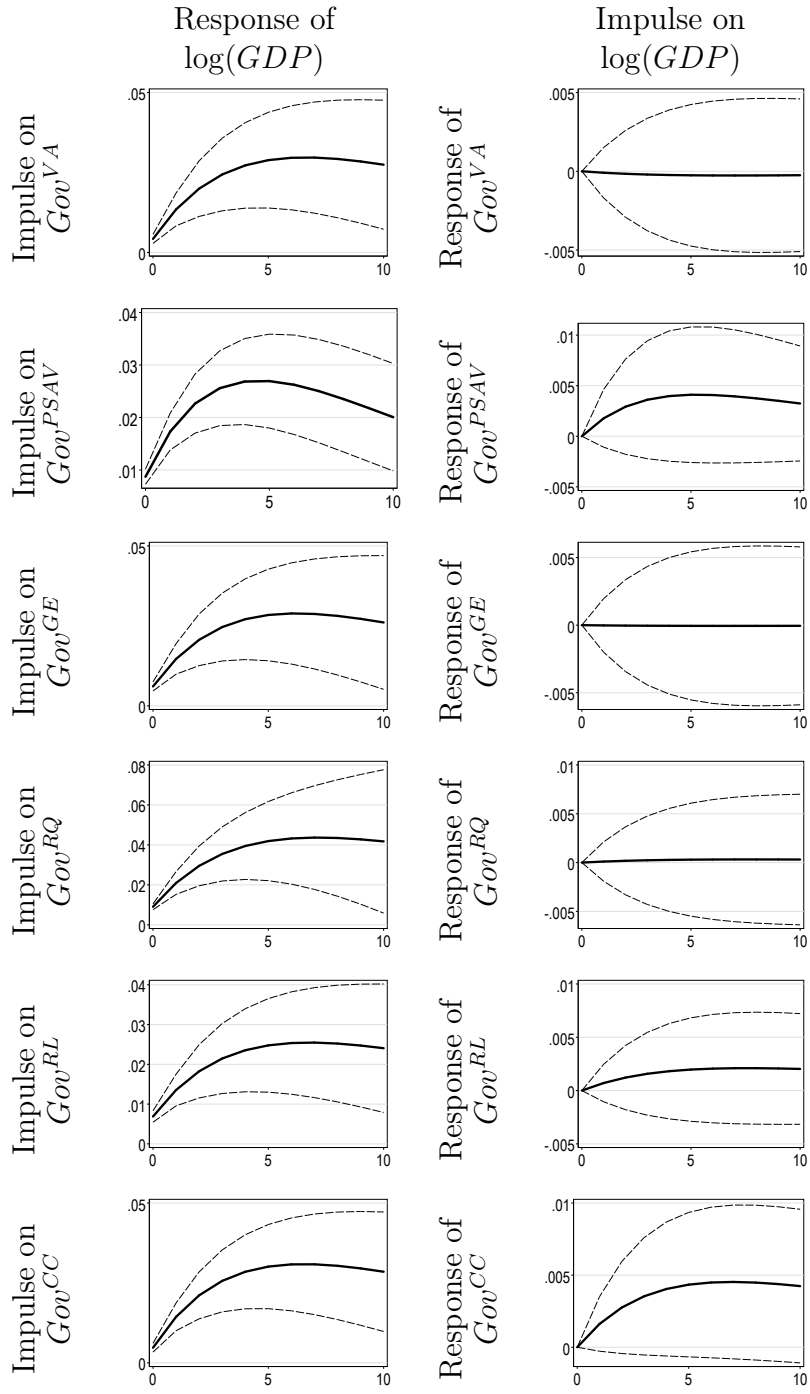 Response of
log(GDP)
Impulse on
log(GDP)
Impulse on
Gov^{VA}
.05
0
0 5 10
Response of
Gov^{VA}
.005
0
-.005
0 5 10
Impulse on
Gov^{PSAV}
.04
.03
.02
.01
0 5 10
Response of
Gov^{PSAV}
.01
.005
0
-.005
0 5 10
Impulse on
Gov^{GE}
.05
0
0 5 10
Response of
Gov^{GE}
.005
0
-.005
0 5 10
Impulse on
Gov^{RQ}
.08
.06
.04
.02
0
0 5 10
Response of
Gov^{RQ}
.01
.005
0
-.005
0 5 10
Impulse on
Gov^{RL}
.04
.03
.02
.01
0
0 5 10
Response of
Gov^{RL}
.01
.005
0
-.005
0 5 10
Impulse on
Gov^{CC}
.05
0
0 5 10
Response of
Gov^{CC}
.01
.005
0
0 5 10